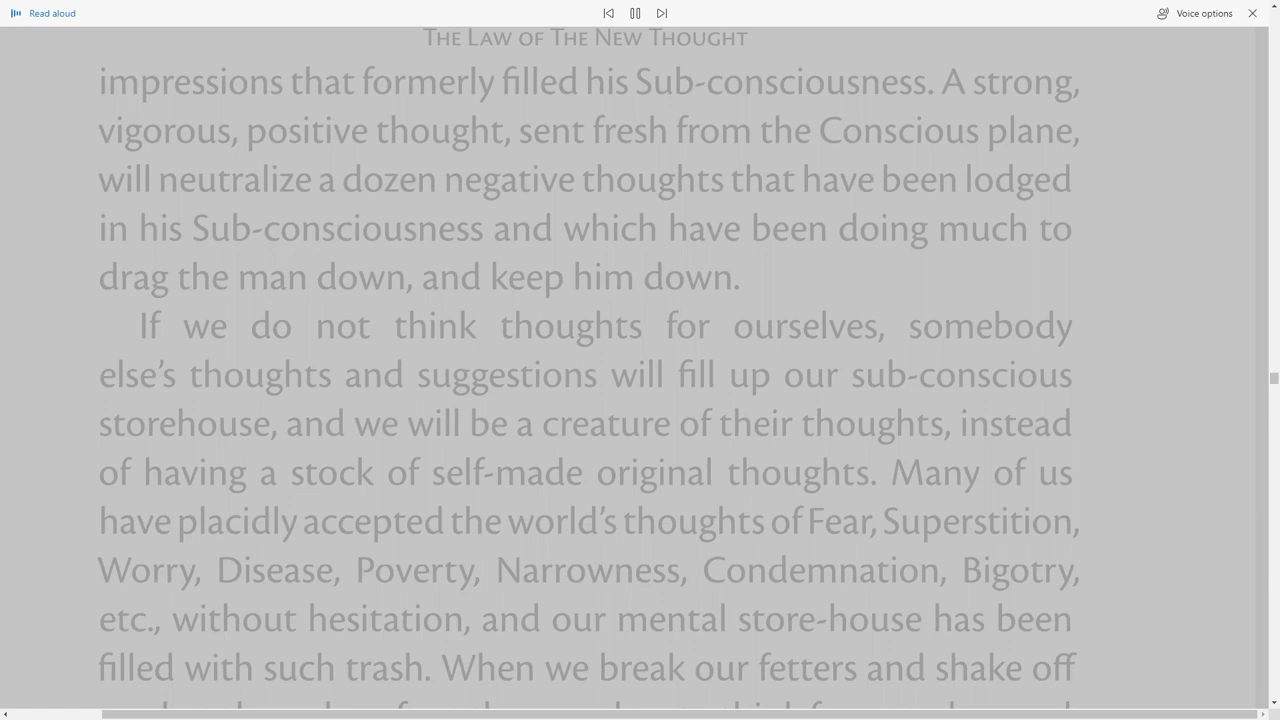 Read aloud
Voice options
The Law of The New Thought
impressions that formerly filled his Sub-consciousness. A strong,
vigorous, positive thought, sent fresh from the Conscious plane,
will neutralize a dozen negative thoughts that have been lodged
in his Sub-consciousness and which have been doing much to
drag the man down, and keep him down.
If we do not think thoughts for ourselves, somebody
else’s thoughts and suggestions will fill up our sub-conscious
storehouse, and we will be a creature of their thoughts, instead
of having a stock of self-made original thoughts. Many of us
have placidly accepted the world’s thoughts of Fear, Superstition,
Worry, Disease, Poverty, Narrowness, Condemnation, Bigotry,
etc., without hesitation, and our mental store-house has been
filled with such trash. When we break our fetters and shake off